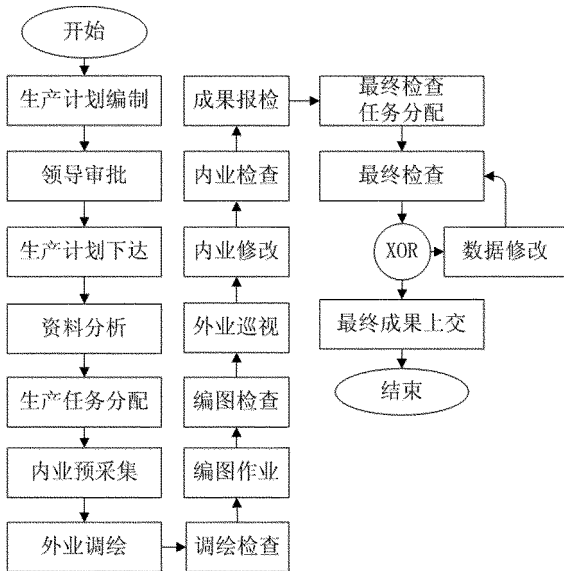 开始
生产计划编制
领导审批
生产计划下达
资料分析
生产任务分配
内业预采集
外业调绘
调绘检查
编图作业
编图检查
外业巡视
内业修改
内业检查
成果报检
最终检查
任务分配
最终检查
XOR
数据修改
最终成果上交
结束